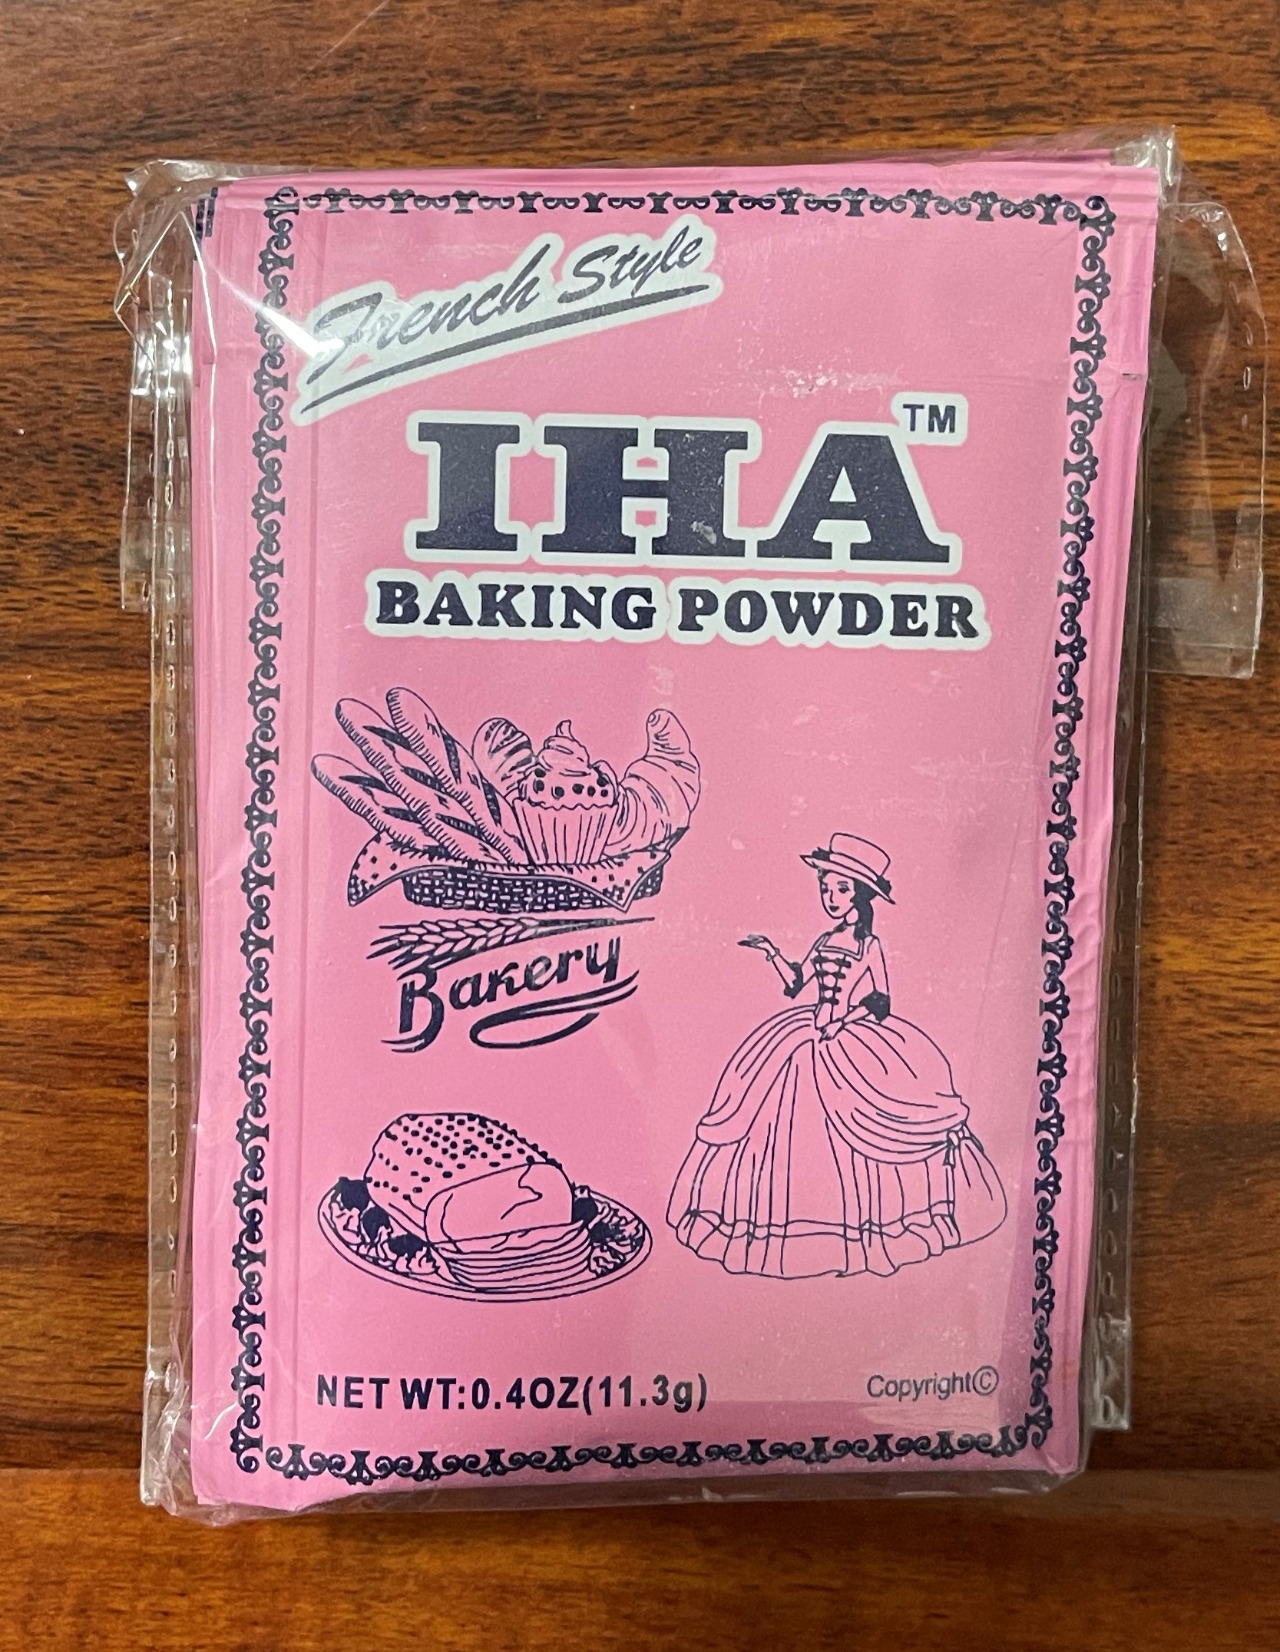 French Style
IHA™
BAKING POWDER
Bakery
NET WT:0.4OZ(11.3g)
Copyright©